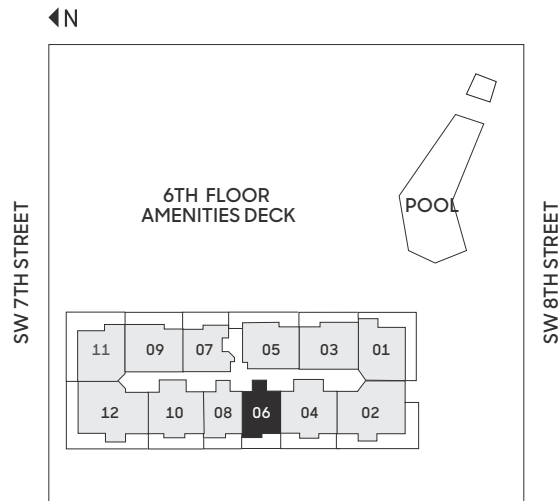 N
6TH FLOOR
AMENITIES DECK
POOL
SW 7TH STREET
SW 8TH STREET
11
09
07
05
03
01
12
10
08
06
04
02